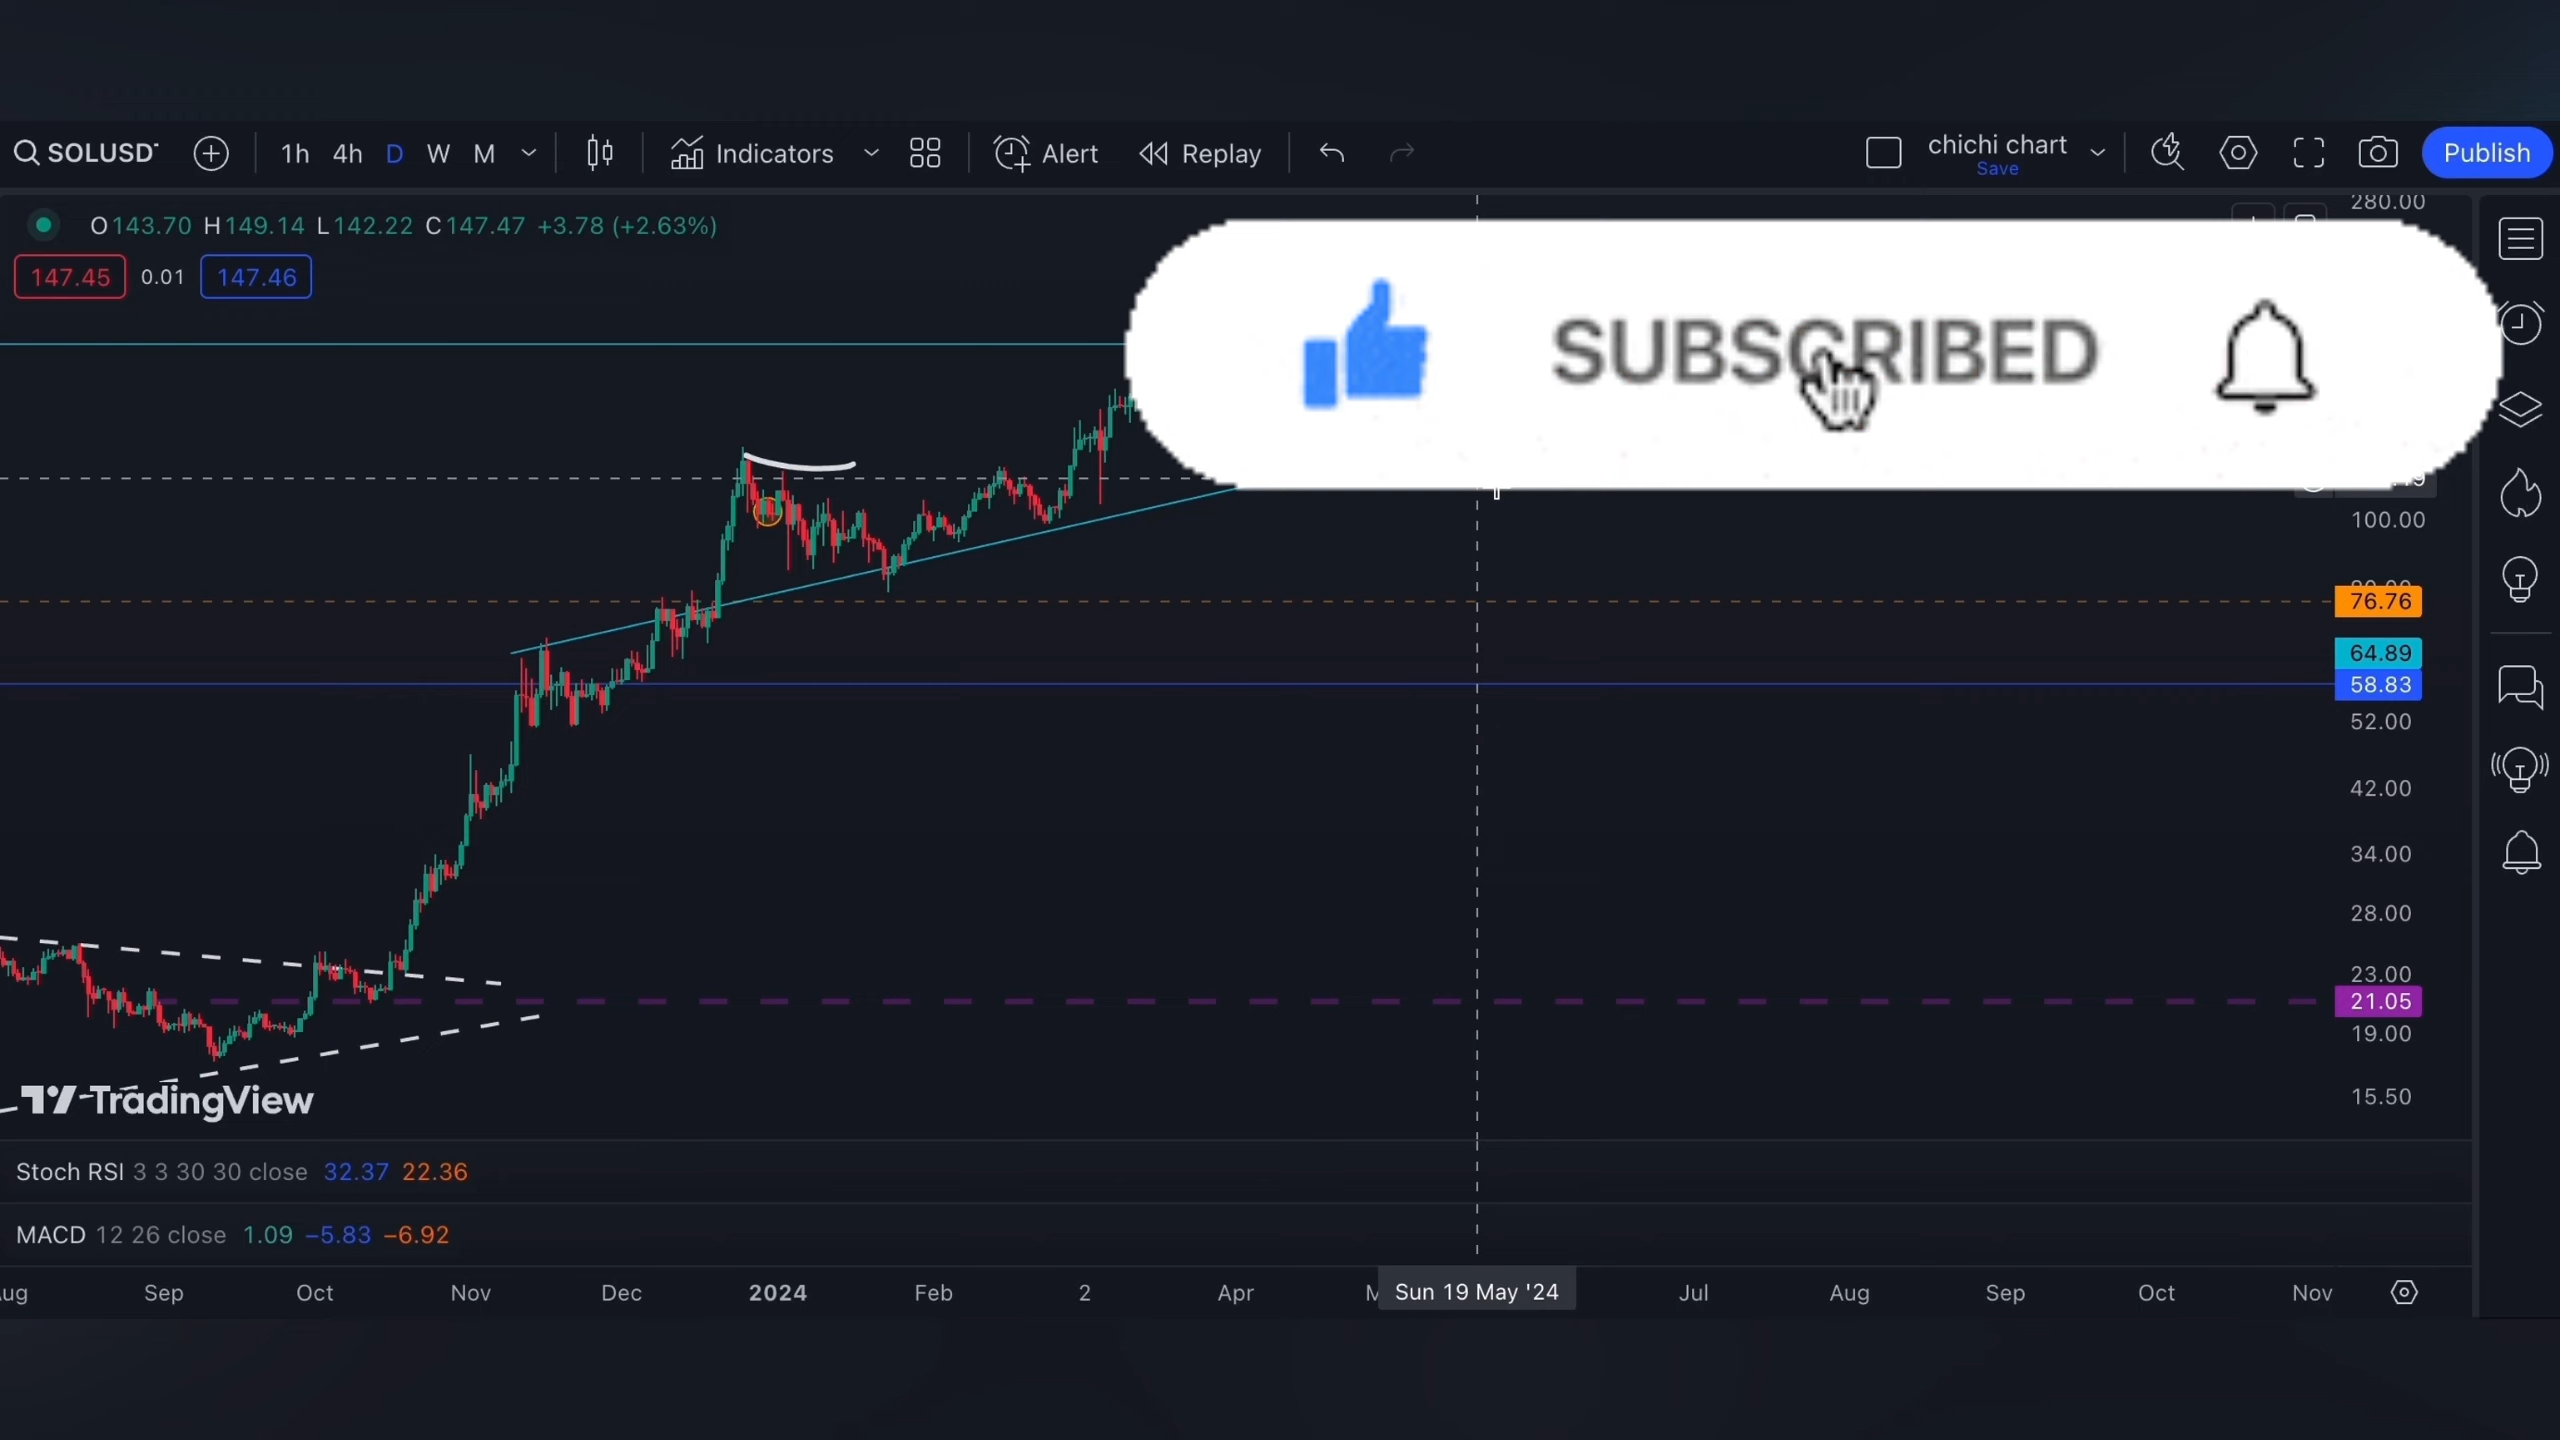 SOLUSD
1h 4h D W M Indicators Alert Replay
chichi chart
Save
Publish
O143.70 H149.14 L142.22 C147.47 +3.78 (+2.63%)
147.45 0.01 147.46
280.00
SUBSCRIBED
100.00
76.76
64.89
58.83
52.00
42.00
34.00
28.00
23.00
21.05
19.00
15.50
TradingView
Stoch RSI 3 3 30 30 close 32.37 22.36
MACD 12 26 close 1.09 −5.83 −6.92
Sep Oct Nov Dec 2024 Feb 2 Apr Sun 19 May '24 Jul Aug Sep Oct Nov